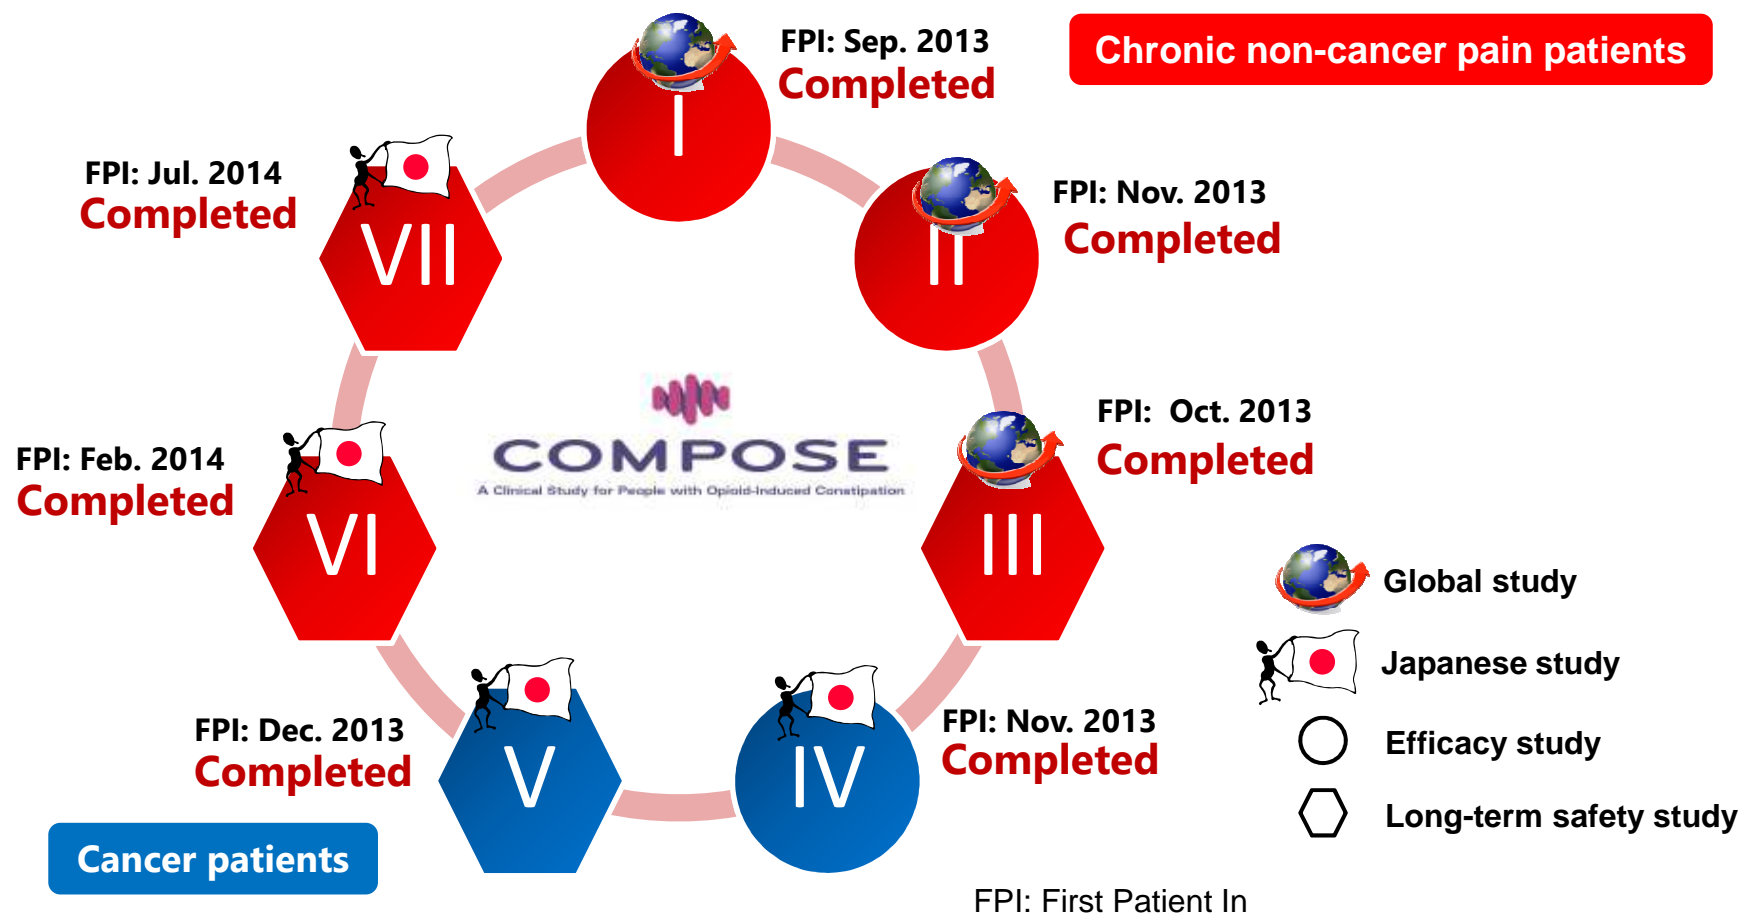 FPI: Sep. 2013
Completed
Chronic non-cancer pain patients
I
FPI: Jul. 2014
Completed
VII
FPI: Nov. 2013
Completed
II
COMPOSE
A Clinical Study for People with Opioid-Induced Constipation
FPI: Oct. 2013
Completed
III
FPI: Feb. 2014
Completed
VI
FPI: Dec. 2013
Completed
V
FPI: Nov. 2013
Completed
IV
Global study
Japanese study
Efficacy study
Long-term safety study
Cancer patients
FPI: First Patient In